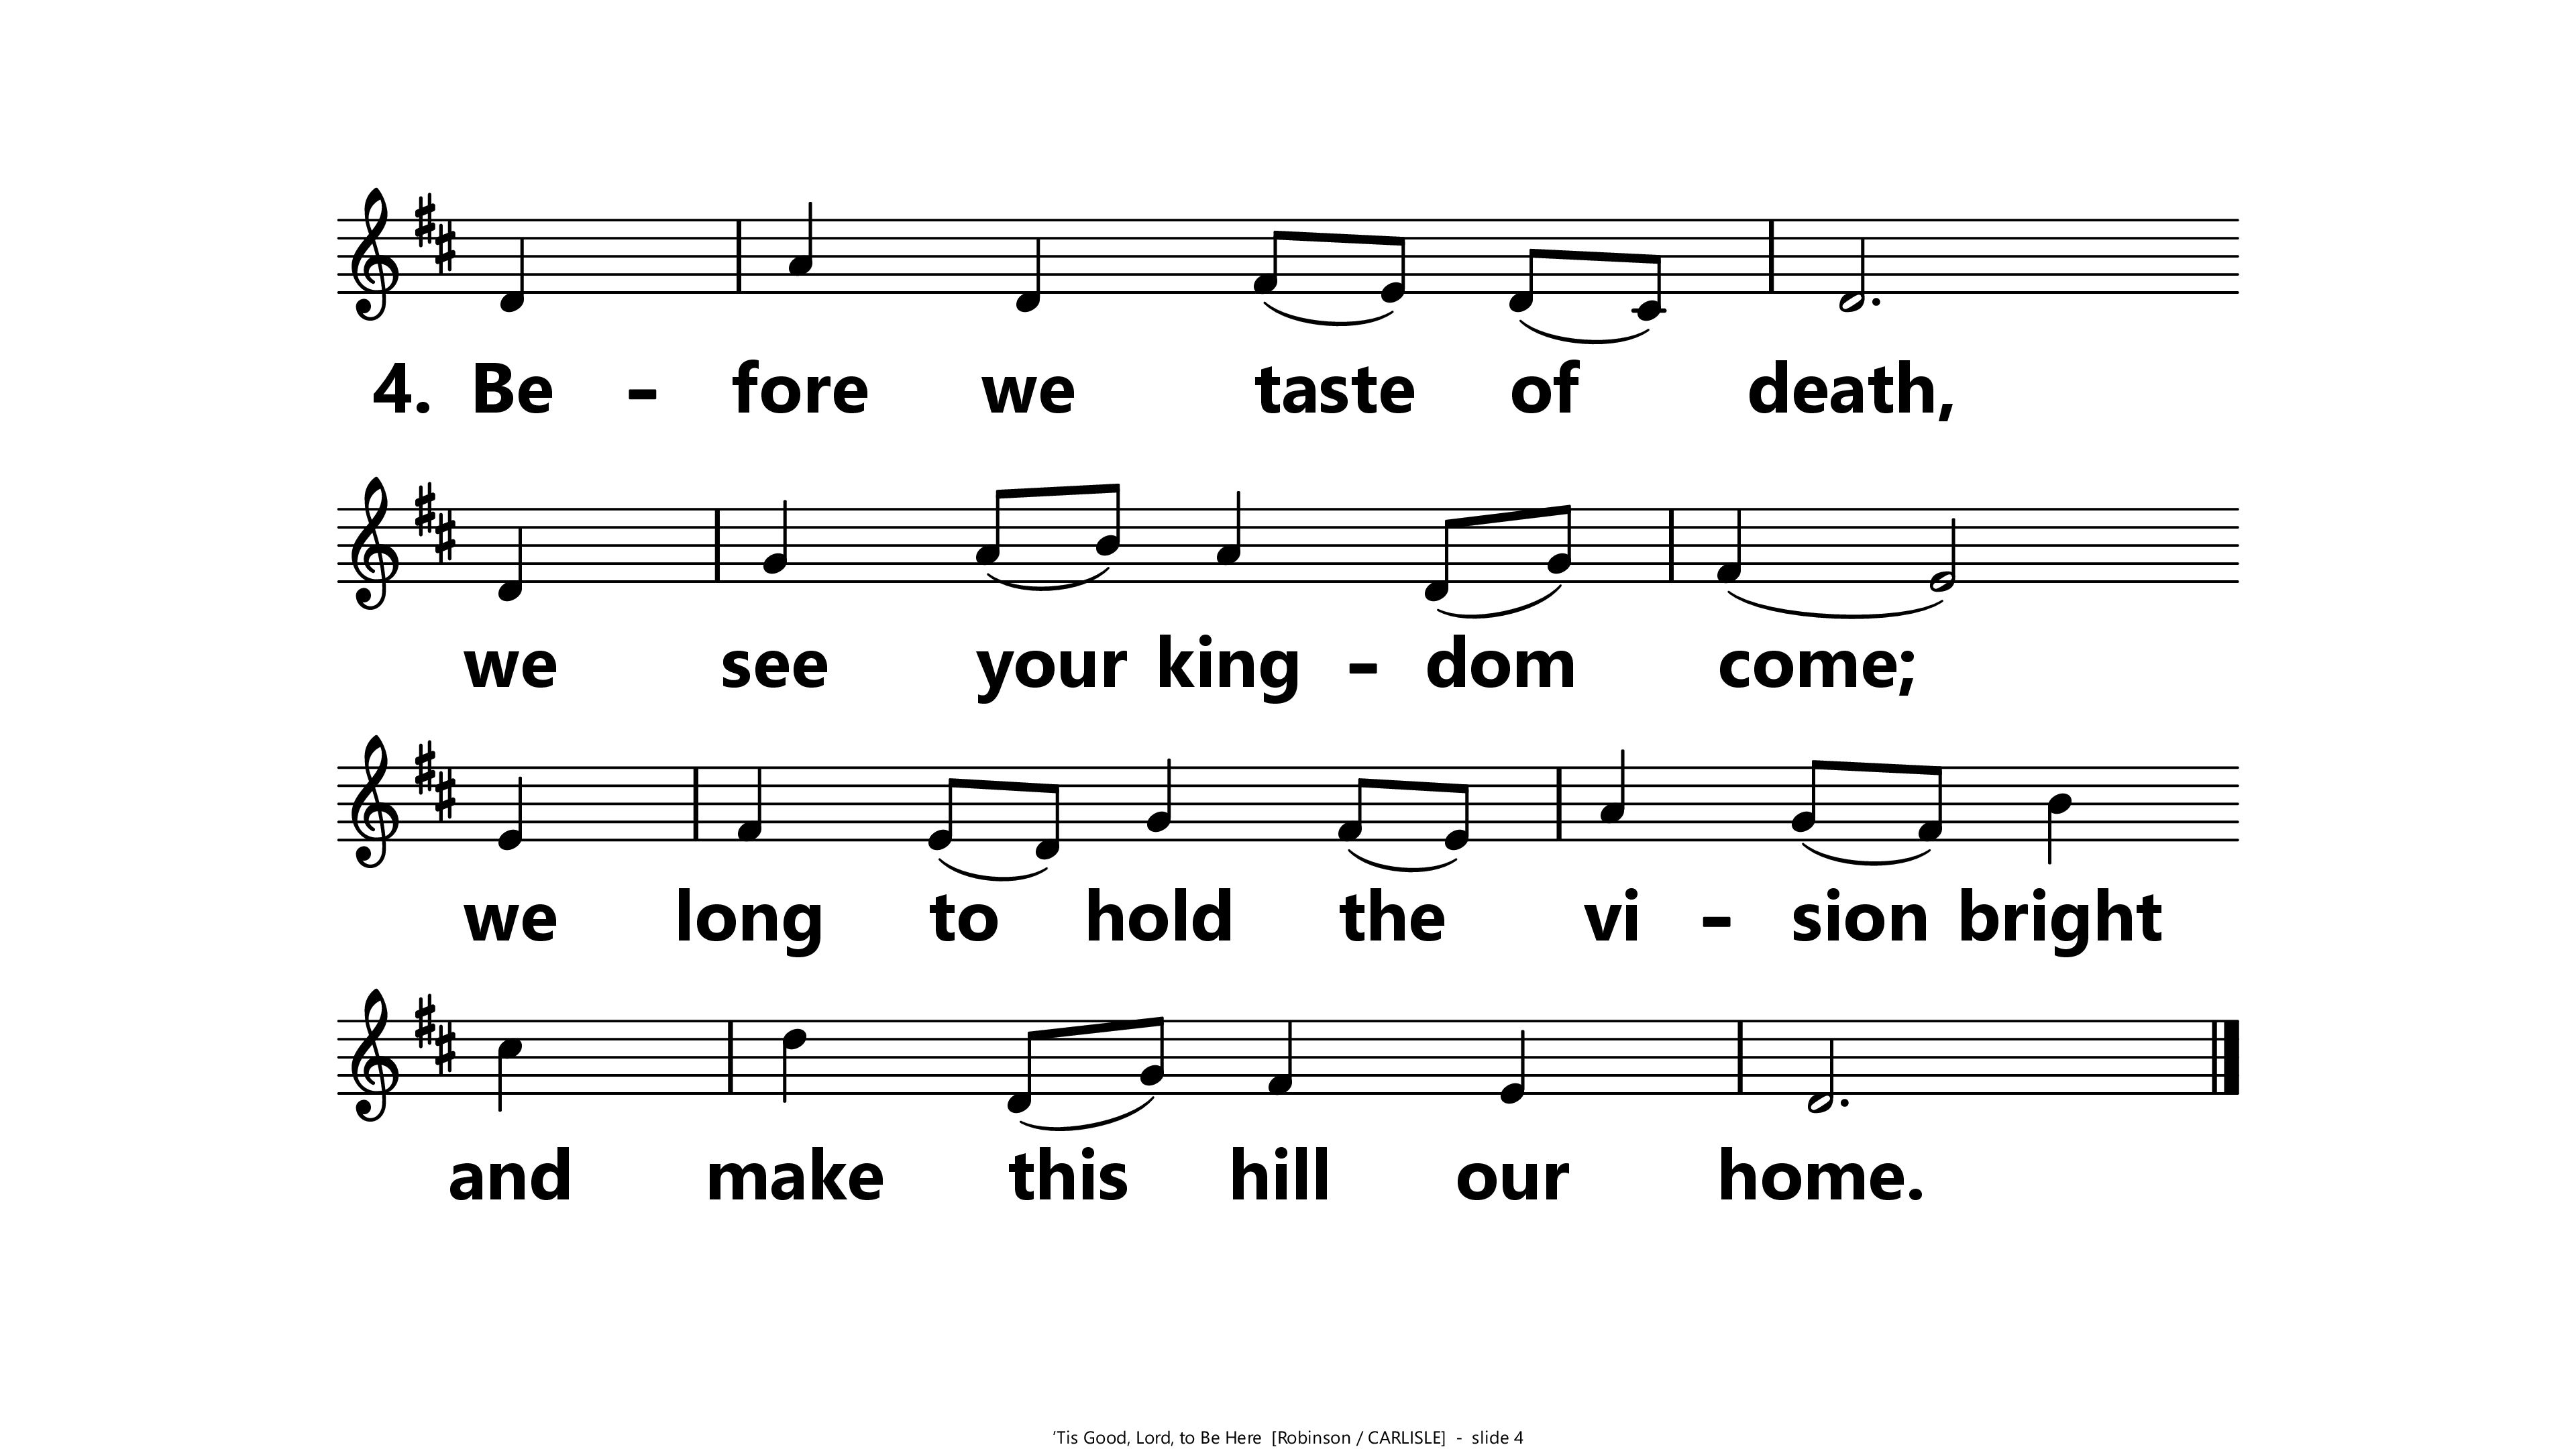 4. Be - fore we taste of death,
we see your king - dom come;
we long to hold the vi - sion bright
and make this hill our home.
’Tis Good, Lord, to Be Here [Robinson / CARLISLE] - slide 4